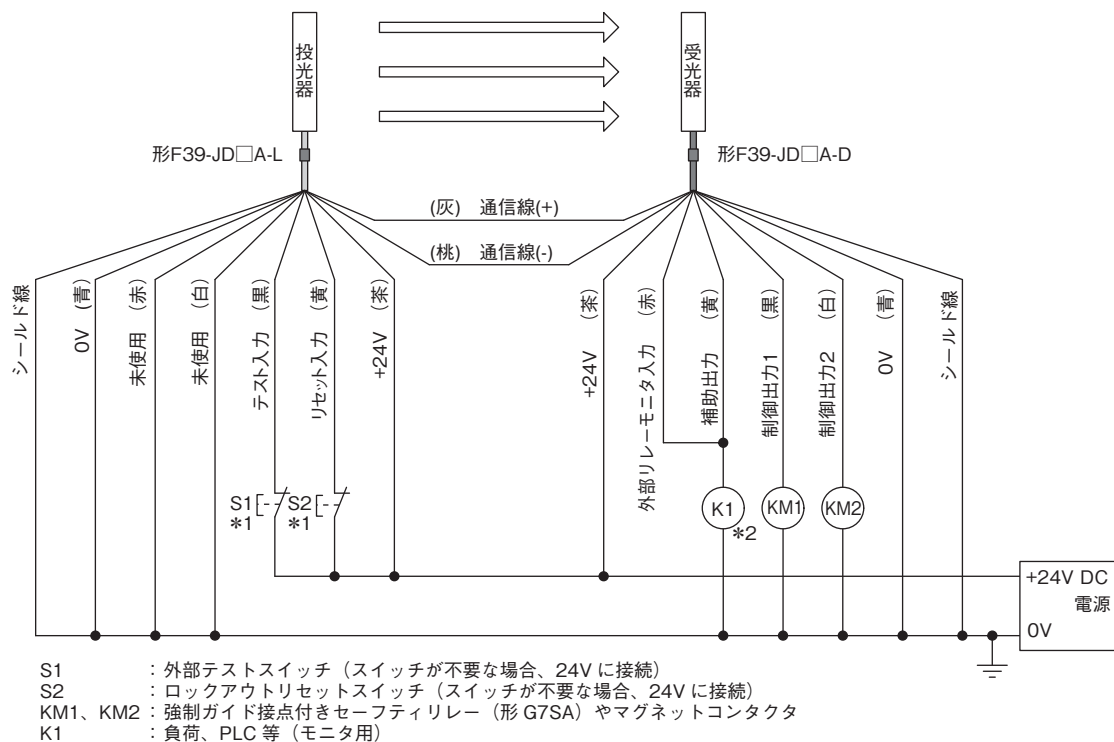 投光器
受光器
形F39-JD□A-L
形F39-JD□A-D
(灰) 通信線(+)
(桃) 通信線(-)
シールド線
0V (青)
未使用 (赤)
未使用 (白)
テスト入力 (黒)
リセット入力 (黄)
+24V (茶)
+24V (茶)
外部リレーモニタ入力 (赤)
補助出力 (黄)
制御出力1 (黒)
制御出力2 (白)
0V (青)
シールド線
S1
*1
S2
*1
K1
*2
KM1
KM2
+24V DC
電源
0V
S1 : 外部テストスイッチ（スイッチが不要な場合、24V に接続）
S2 : ロックアウトリセットスイッチ（スイッチが不要な場合、24V に接続）
KM1、KM2 : 強制ガイド接点付きセーフティリレー（形 G7SA）やマグネットコンタクタ
K1 : 負荷、PLC 等（モニタ用）